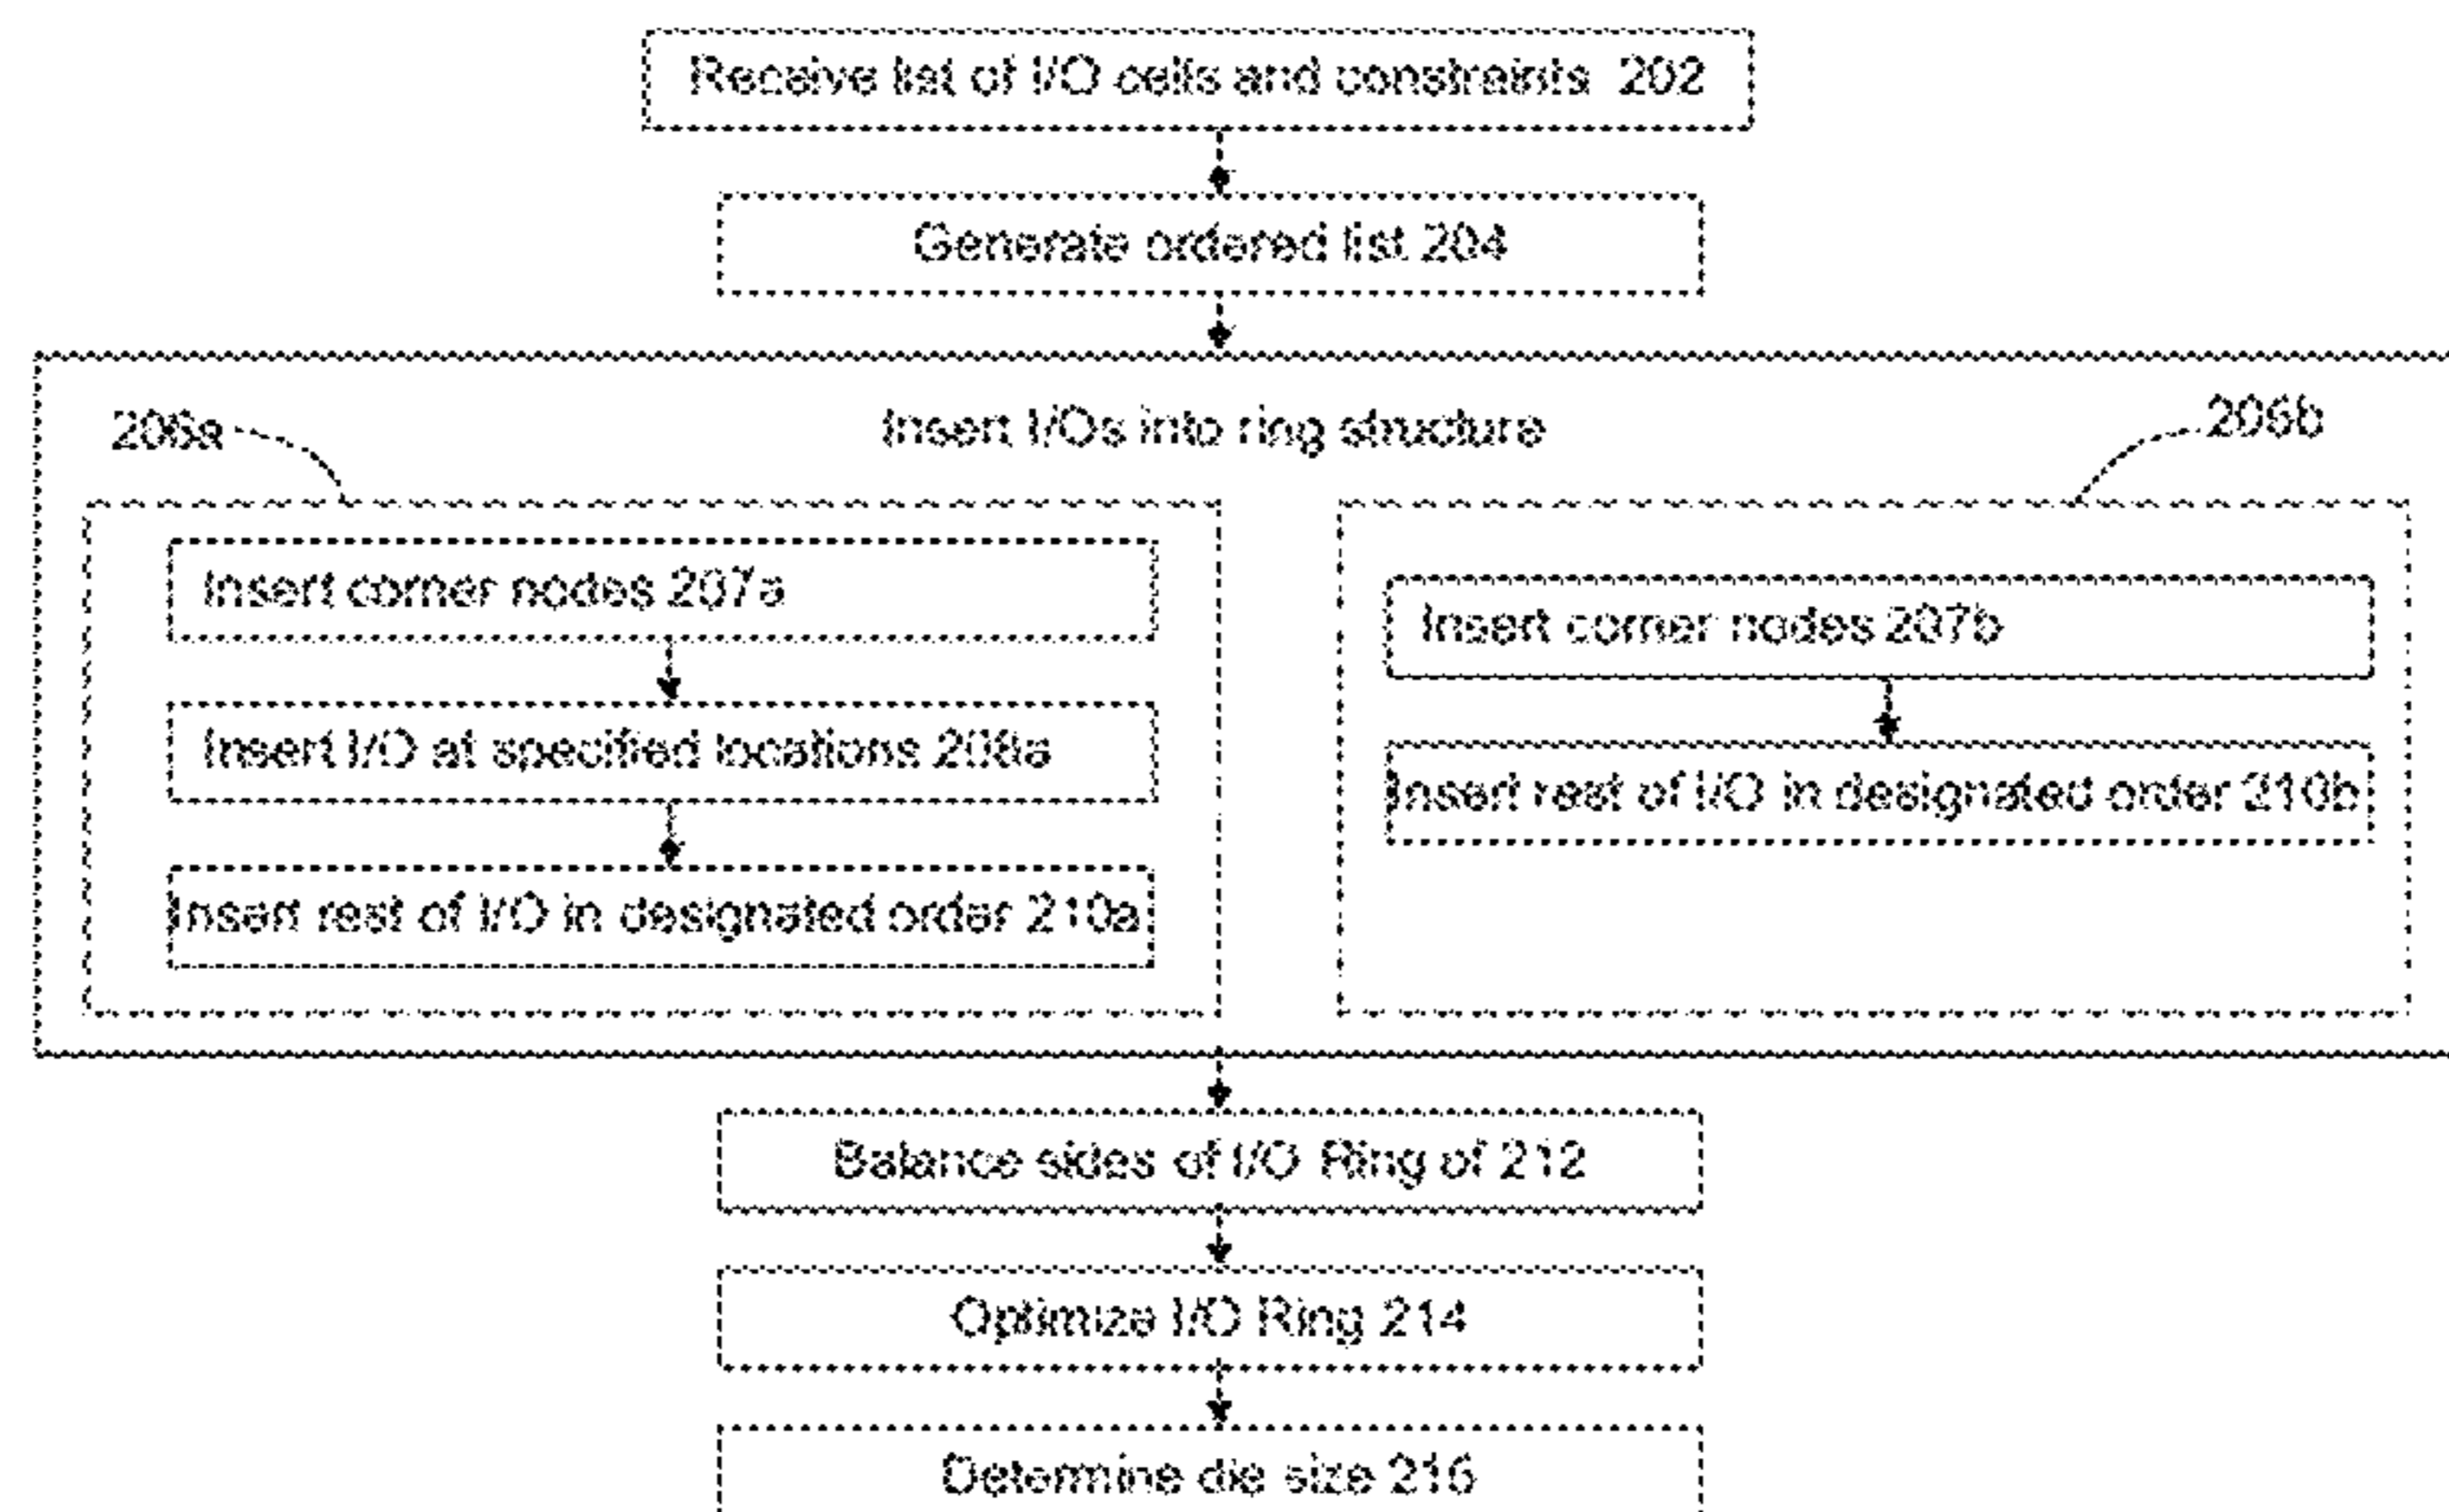 Receive list of I/O cells and constraints 202
Generate ordered list 204
Insert I/Os into ring structure
206a
206b
Insert corner nodes 207a
Insert I/O at specified locations 208a
Insert rest of I/O in designated order 210a
Insert corner nodes 207b
Insert rest of I/O in designated order 210b
Balance sides of I/O Ring of 212
Optimize I/O Ring 214
Determine die size 216